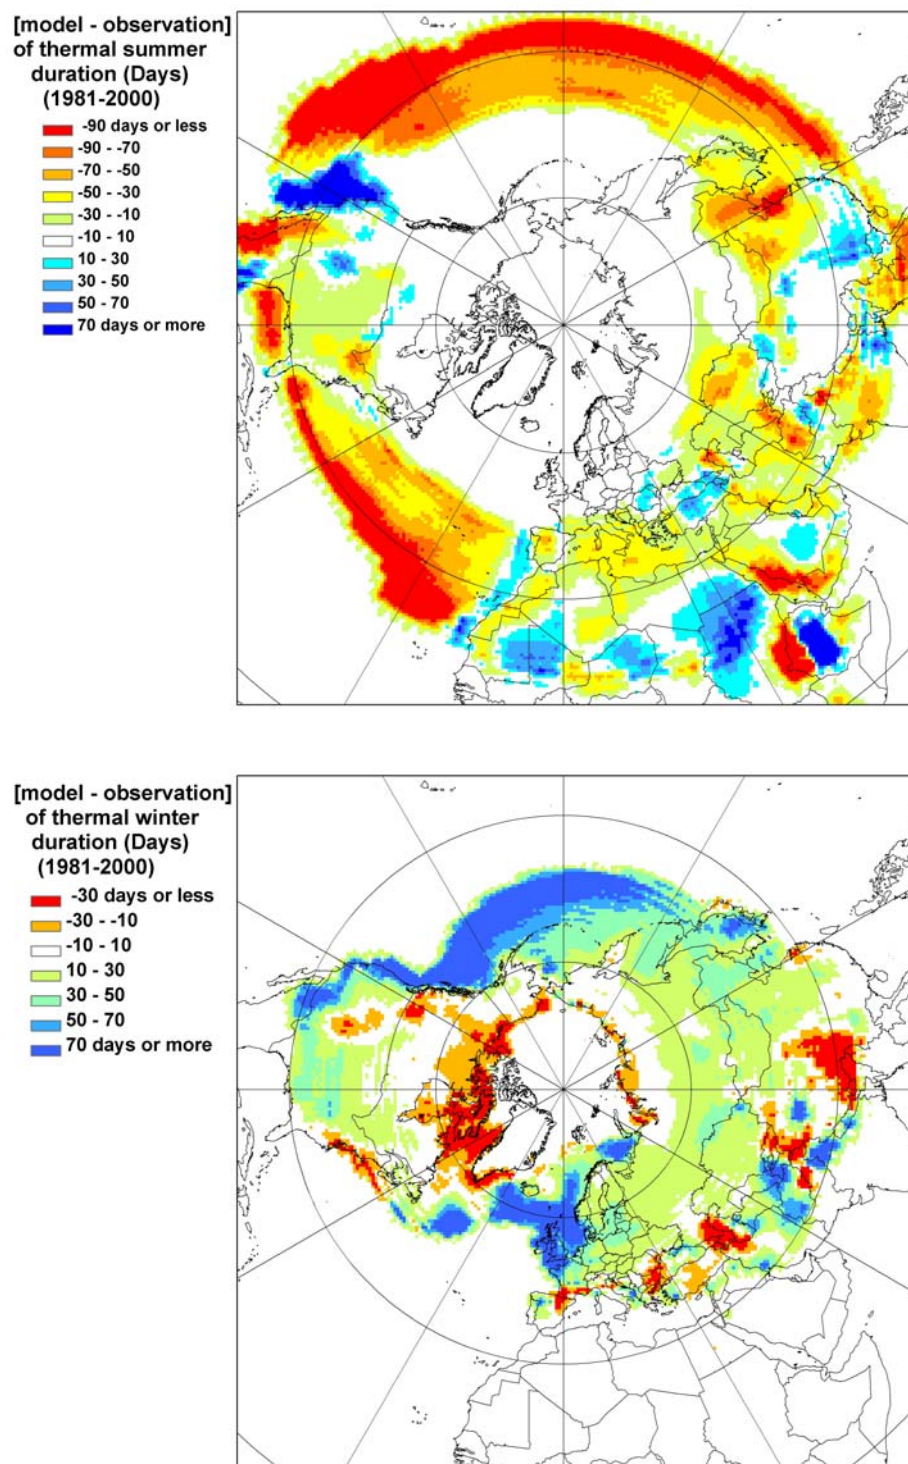 [model - observation]
of thermal summer
duration (Days)
(1981-2000)
-90 days or less
-90 - -70
-70 - -50
-50 - -30
-30 - -10
-10 - 10
10 - 30
30 - 50
50 - 70
70 days or more
[model - observation]
of thermal winter
duration (Days)
(1981-2000)
-30 days or less
-30 - -10
-10 - 10
10 - 30
30 - 50
50 - 70
70 days or more